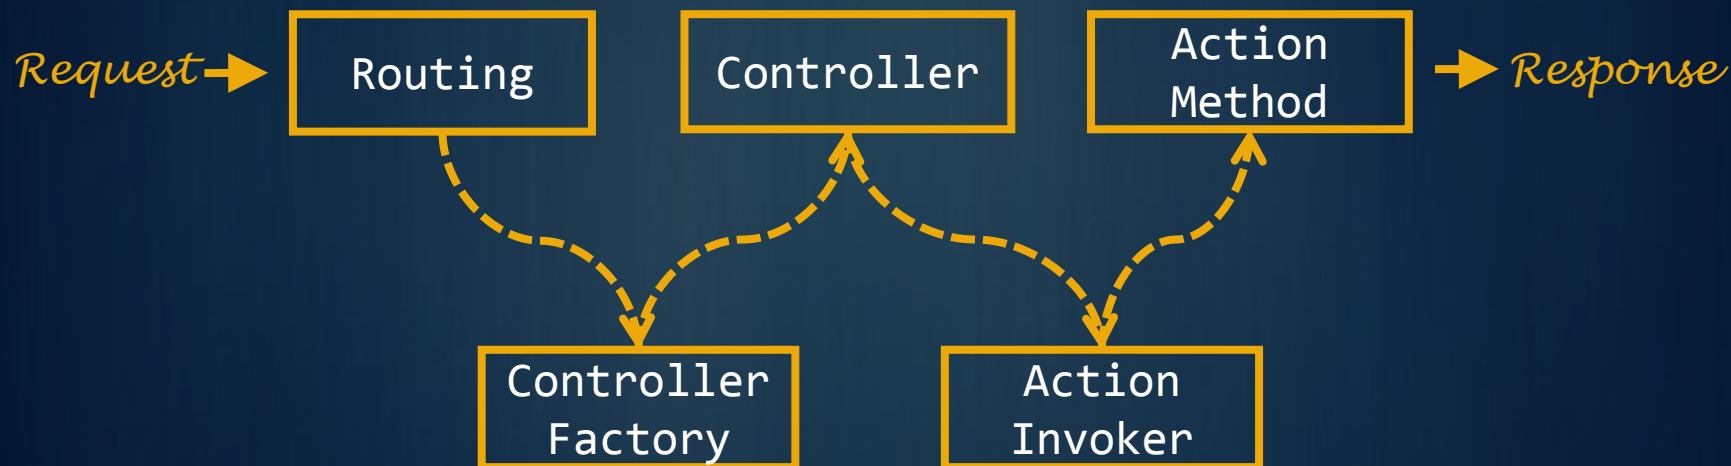 Request
Routing
Controller
Action
Method
Response
Controller
Factory
Action
Invoker